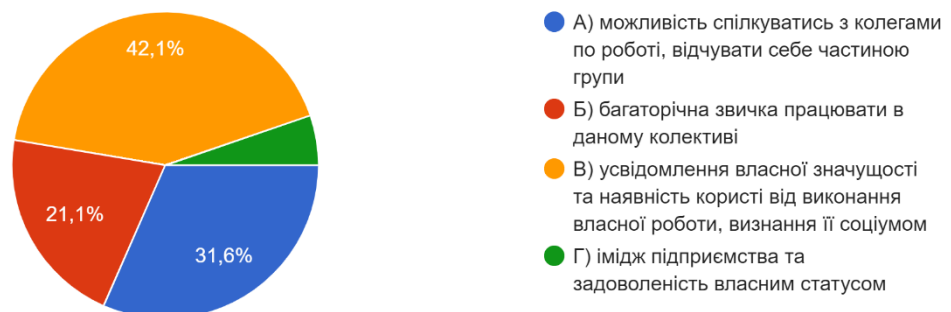 42,1%
21,1%
31,6%
А) можливість спілкуватись з колегами
по роботі, відчувати себе частиною
групи
Б) багаторічна звичка працювати в
даному колективі
В) усвідомлення власної значущості
та наявність користі від виконання
власної роботи, визнання її соціумом
Г) імідж підприємства та
задоволеність власним статусом